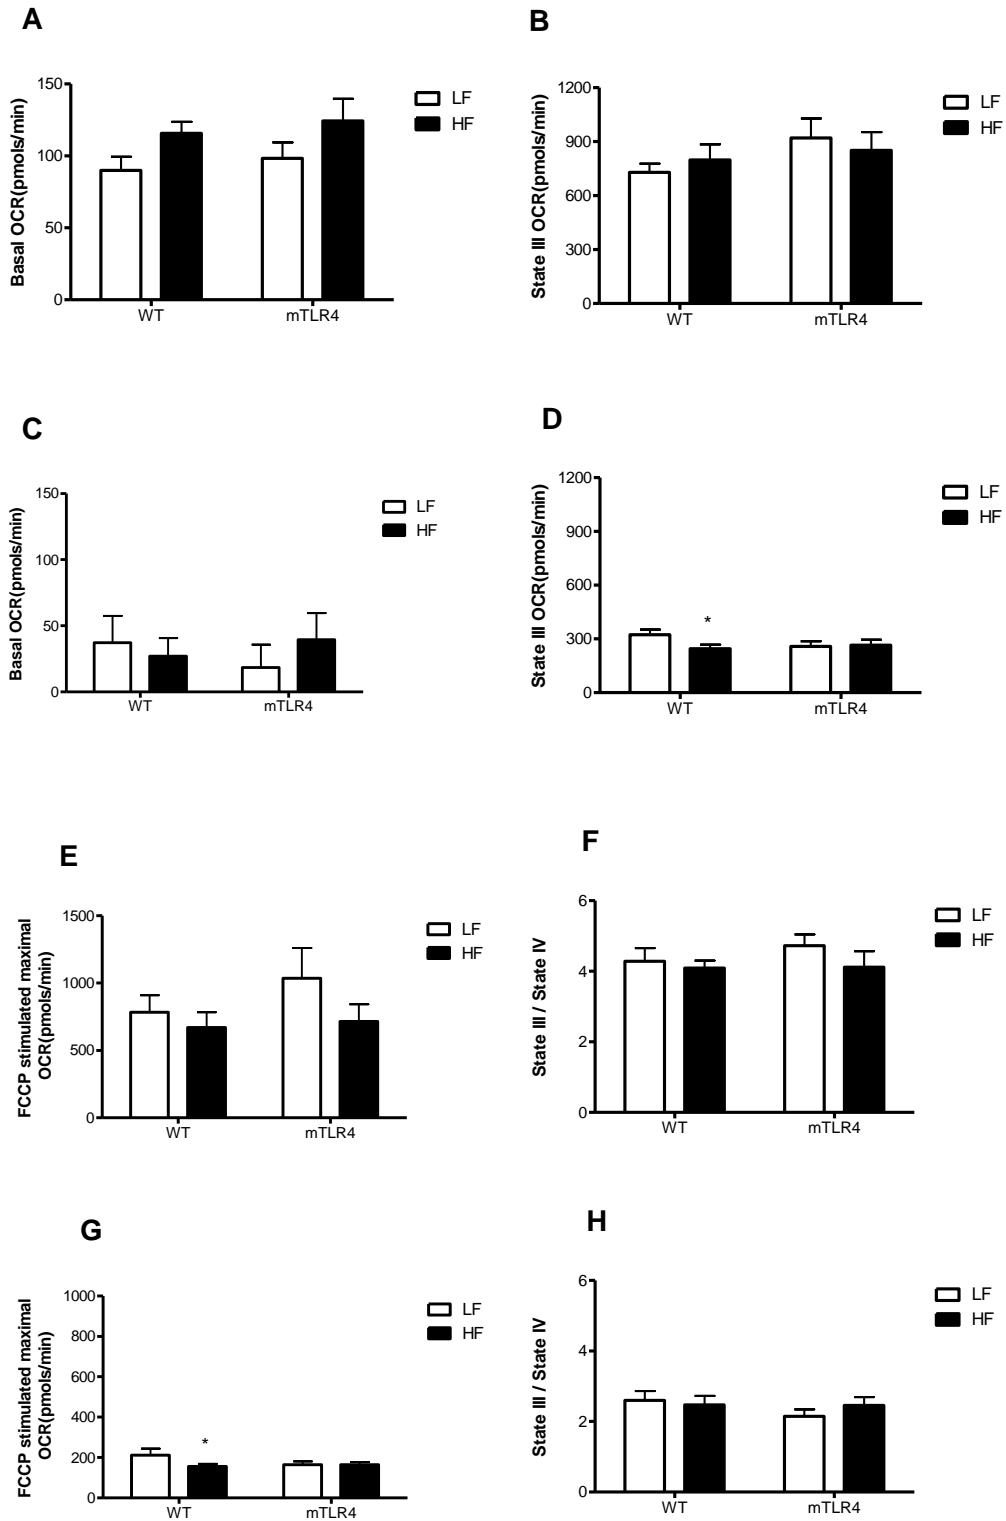 A
Basal OCR(pmols/min)
150
100
50
0
WT
mTLR4
LF
HF
B
State III OCR(pmols/min)
1200
900
600
300
0
WT
mTLR4
LF
HF
C
Basal OCR(pmols/min)
150
100
50
0
WT
mTLR4
LF
HF
D
State III OCR(pmols/min)
1200
900
600
300
0
*
WT
mTLR4
LF
HF
E
FCCP stimulated maximal
OCR(pmols/min)
1500
1000
500
0
WT
mTLR4
LF
HF
F
State III / State IV
6
4
2
0
WT
mTLR4
LF
HF
G
FCCP stimulated maximal
OCR(pmols/min)
1000
800
600
400
200
0
*
WT
mTLR4
LF
HF
H
State III / State IV
6
4
2
0
WT
mTLR4
LF
HF